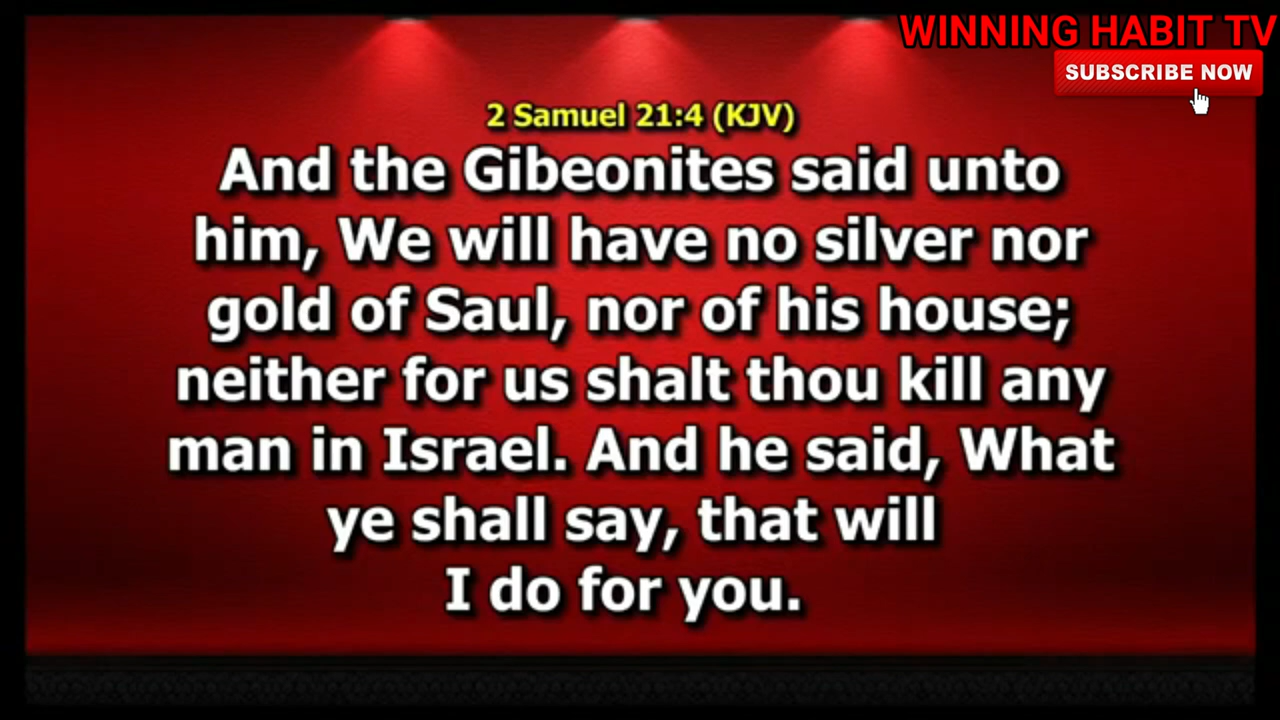 WINNING HABIT TV
SUBSCRIBE NOW
2 Samuel 21:4 (KJV)
And the Gibeonites said unto
him, We will have no silver nor
gold of Saul, nor of his house;
neither for us shalt thou kill any
man in Israel. And he said, What
ye shall say, that will
I do for you.